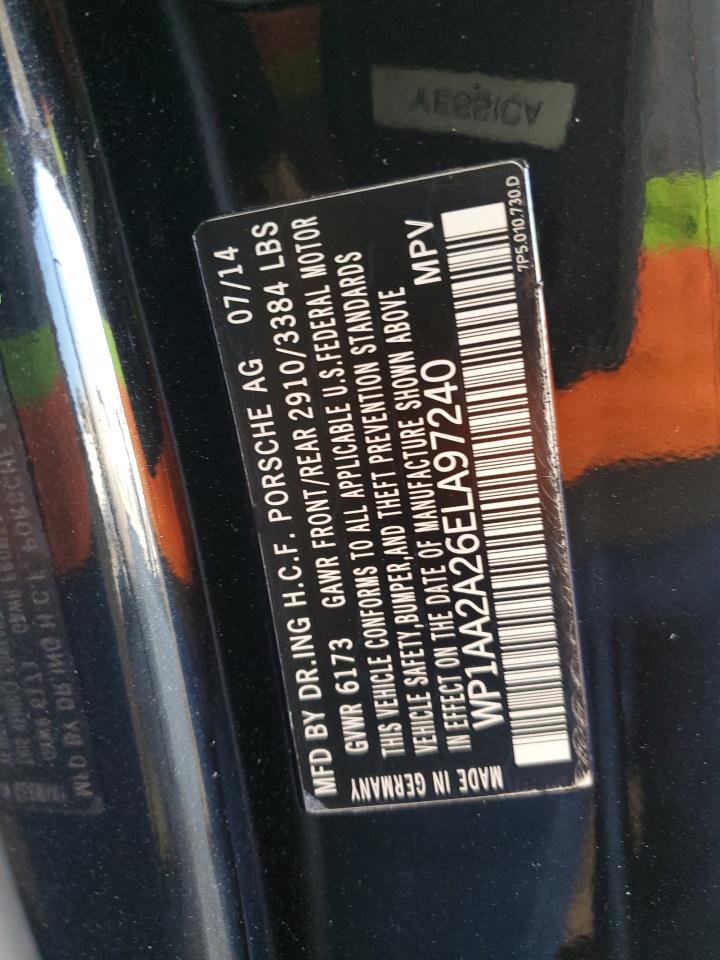 MFD BY DR.ING H.C.F. PORSCHE AG 07/14
GVWR 6173 GAWR FRONT/REAR 2910/3384 LBS
THIS VEHICLE CONFORMS TO ALL APPLICABLE U.S.FEDERAL MOTOR
VEHICLE SAFETY,BUMPER,AND THEFT PREVENTION STANDARDS
IN EFFECT ON THE DATE OF MANUFACTURE SHOWN ABOVE
WP1AA2A26ELA97240 MPV
MADE IN GERMANY
7P5.010.730.D
YESSICA